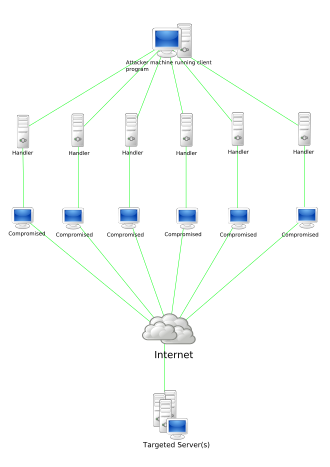 Attacker machine running client
program
Handler
Handler
Handler
Handler
Handler
Handler
Compromised
Compromised
Compromised
Compromised
Compromised
Compromised
Internet
Targeted Server(s)